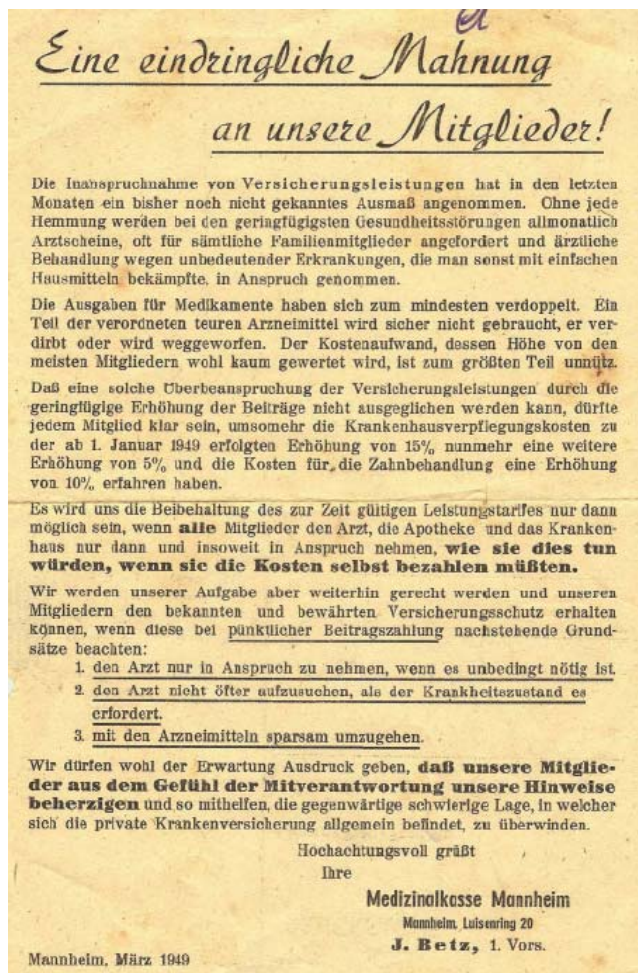 Eine eindringliche Mahnung
an unsere Mitglieder!
Die Inanspruchnahme von Versicherungsleistungen hat in den letzten
Monaten ein bisher noch nicht gekanntes Ausmaß angenommen. Ohne jede
Hemmung werden bei den geringfügigsten Gesundheitsstörungen allmonatlich
Arztscheine, oft für sämtliche Familienmitglieder angefordert und ärztliche
Behandlung wegen unbedeutender Erkrankungen, die man sonst mit einfachen
Hausmitteln bekämpfte, in Anspruch genommen.
Die Ausgaben für Medikamente haben sich zum mindesten verdoppelt. Ein
Teil der verordneten teuren Arzneimittel wird sicher nicht gebraucht, er ver-
dirbt oder wird weggeworfen. Der Kostenaufwand, dessen Höhe von den
meisten Mitgliedern wohl kaum gewertet wird, ist zum größten Teil unnütz.
Daß eine solche Überbeanspruchung der Versicherungsleistungen durch die
geringfügige Erhöhung der Beiträge nicht ausgeglichen werden kann, dürfte
jedem Mitglied klar sein, umsomehr die Krankenhausverpflegungskosten zu
der ab 1. Januar 1949 erfolgten Erhöhung von 15% nunmehr eine weitere
Erhöhung von 5% und die Kosten für die Zahnbehandlung eine Erhöhung
von 10% erfahren haben.
Es wird uns die Beibehaltung des zur Zeit gültigen Leistungstarifes nur dann
möglich sein, wenn alle Mitglieder den Arzt, die Apotheke und das Kranken-
haus nur dann und insoweit in Anspruch nehmen, wie sie dies tun
würden, wenn sie die Kosten selbst bezahlen müßten.
Wir werden unserer Aufgabe aber weiterhin gerecht werden und unseren
Mitgliedern den bekannten und bewährten Versicherungsschutz erhalten
können, wenn diese bei pünktlicher Beitragszahlung nachstehende Grund-
sätze beachten:
1. den Arzt nur in Anspruch zu nehmen, wenn es unbedingt nötig ist.
2. den Arzt nicht öfter aufzusuchen, als der Krankheitszustand es
erfordert.
3. mit den Arzneimitteln sparsam umzugehen.
Wir dürfen wohl der Erwartung Ausdruck geben, daß unsere Mitglie-
der aus dem Gefühl der Mitverantwortung unsere Hinweise
beherzigen und so mithelfen, die gegenwärtige schwierige Lage, in welcher
sich die private Krankenversicherung allgemein befindet, zu überwinden.
Hochachtungsvoll grüßt
Ihre
Medizinalkasse Mannheim
Mannheim, Luisenring 20
J. Betz, 1. Vors.
Mannheim, März 1949